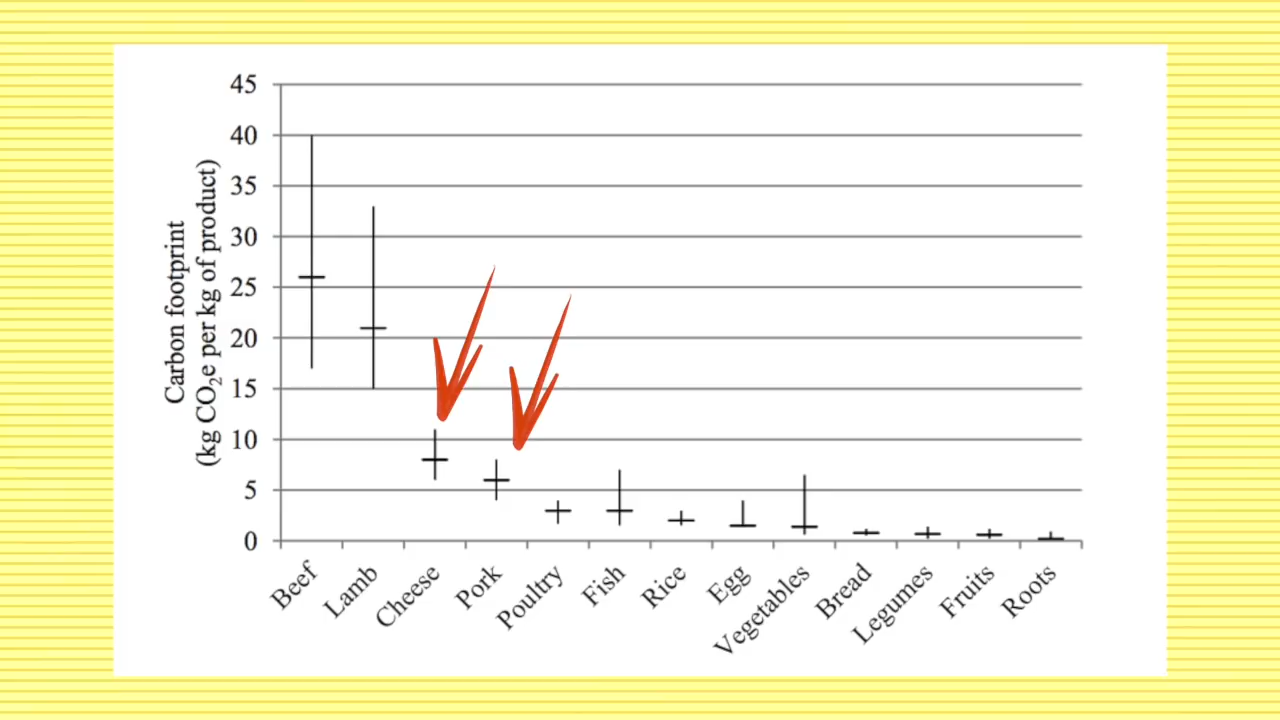 45
40
35
30
25
20
15
10
5
0
Carbon footprint
(kg CO₂e per kg of product)
Beef
Lamb
Cheese
Pork
Poultry
Fish
Rice
Egg
Vegetables
Bread
Legumes
Fruits
Roots